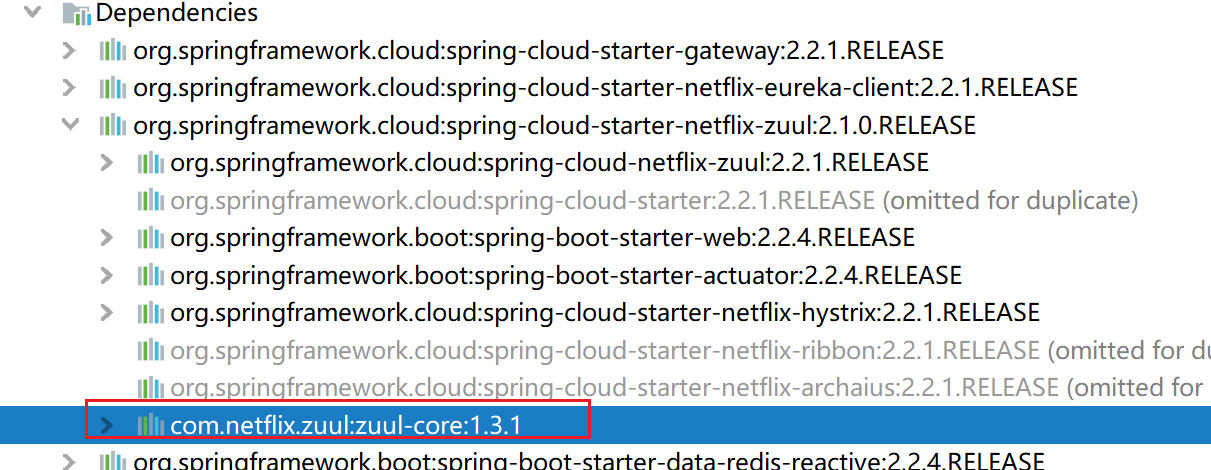 Dependencies
org.springframework.cloud:spring-cloud-starter-gateway:2.2.1.RELEASE
org.springframework.cloud:spring-cloud-starter-netflix-eureka-client:2.2.1.RELEASE
org.springframework.cloud:spring-cloud-starter-netflix-zuul:2.1.0.RELEASE
org.springframework.cloud:spring-cloud-netflix-zuul:2.2.1.RELEASE
org.springframework.cloud:spring-cloud-starter:2.2.1.RELEASE (omitted for duplicate)
org.springframework.boot:spring-boot-starter-web:2.2.4.RELEASE
org.springframework.boot:spring-boot-starter-actuator:2.2.4.RELEASE
org.springframework.cloud:spring-cloud-starter-netflix-hystrix:2.2.1.RELEASE
org.springframework.cloud:spring-cloud-starter-netflix-ribbon:2.2.1.RELEASE (omitted for du
org.springframework.cloud:spring-cloud-starter-netflix-archaius:2.2.1.RELEASE (omitted for
com.netflix.zuul:zuul-core:1.3.1
org.springframework.boot:spring-boot-starter-data-redis-reactive:2.2.4.RELEASE